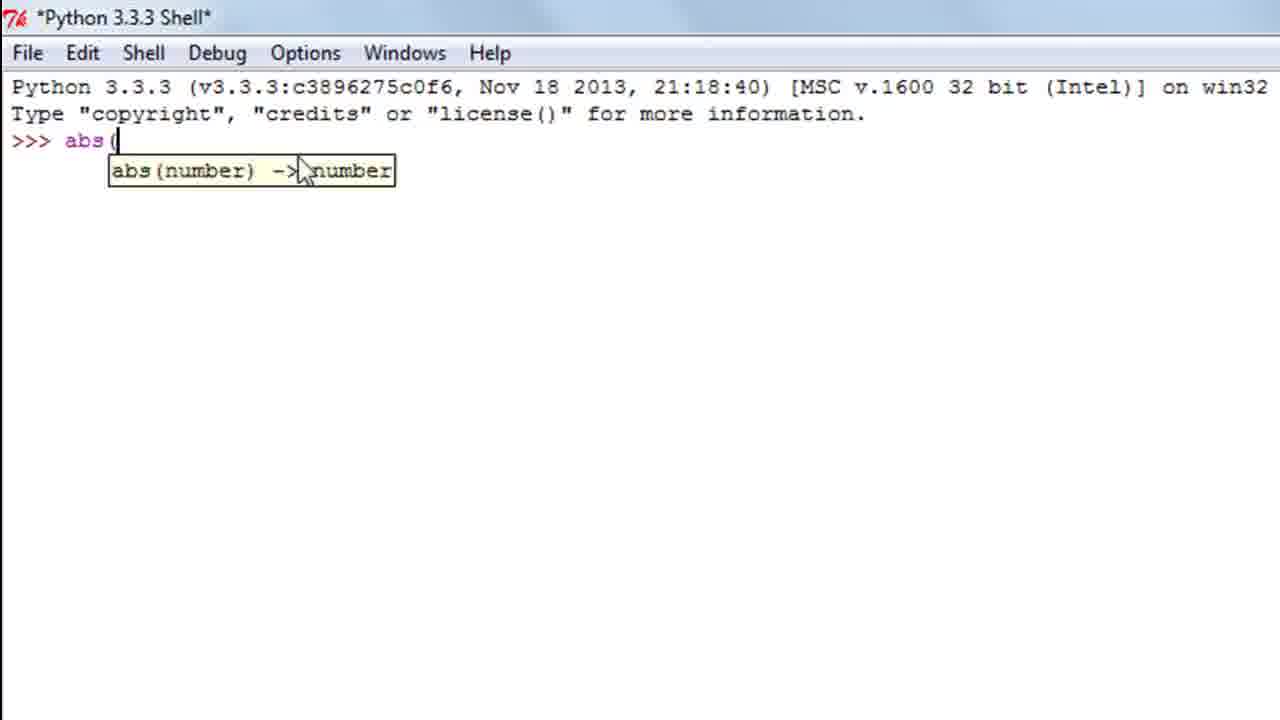 *Python 3.3.3 Shell*
File Edit Shell Debug Options Windows Help
Python 3.3.3 (v3.3.3:c3896275c0f6, Nov 18 2013, 21:18:40) [MSC v.1600 32 bit (Intel)] on win32
Type "copyright", "credits" or "license()" for more information.
>>> abs(
abs(number) -> number